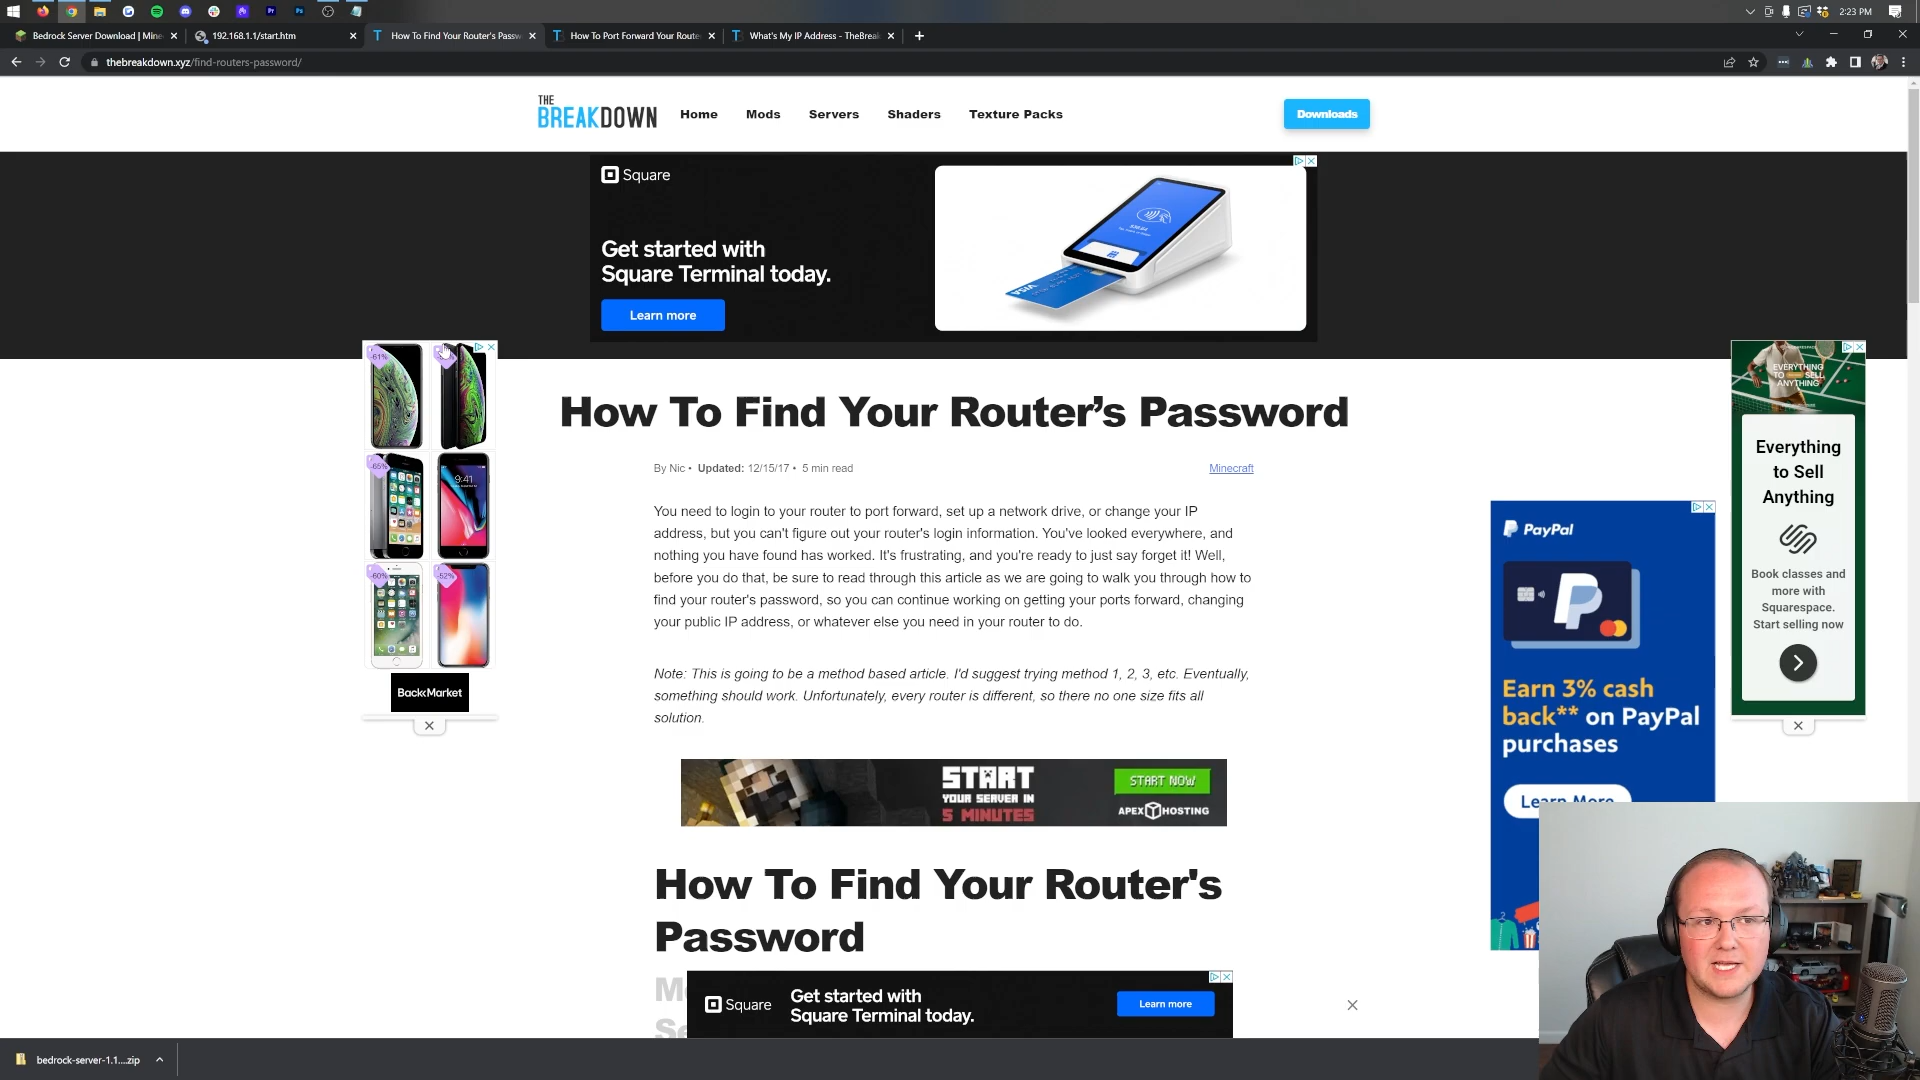 2:23 PM
Bedrock Server Download | Mine
192.168.1.1/start.htm
How To Find Your Router's Passw
How To Port Forward Your Route
What's My IP Address - TheBreak
thebreakdown.xyz/find-routers-password/
THE
BREAKDOWN
Home
Mods
Servers
Shaders
Texture Packs
Downloads
Square
Get started with
Square Terminal today.
Learn more
VISA
-61%
-65%
9:41
-60%
-52%
BackMarket
How To Find Your Router’s Password
By Nic • Updated: 12/15/17 • 5 min read
Minecraft
You need to login to your router to port forward, set up a network drive, or change your IP
address, but you can't figure out your router's login information. You've looked everywhere, and
nothing you have found has worked. It's frustrating, and you're ready to just say forget it! Well,
before you do that, be sure to read through this article as we are going to walk you through how to
find your router's password, so you can continue working on getting your ports forward, changing
your public IP address, or whatever else you need in your router to do.
Note: This is going to be a method based article. I'd suggest trying method 1, 2, 3, etc. Eventually,
something should work. Unfortunately, every router is different, so there no one size fits all
solution.
START
YOUR SERVER IN
5 MINUTES
START NOW
APEX HOSTING
How To Find Your Router's
Password
Square
Get started with
Square Terminal today.
Learn more
PayPal
Earn 3% cash
back** on PayPal
purchases
Learn More
EVERYTHING
TO SELL
ANYTHING
Everything
to Sell
Anything
Book classes and
more with
Squarespace.
Start selling now
bedrock-server-1.1....zip